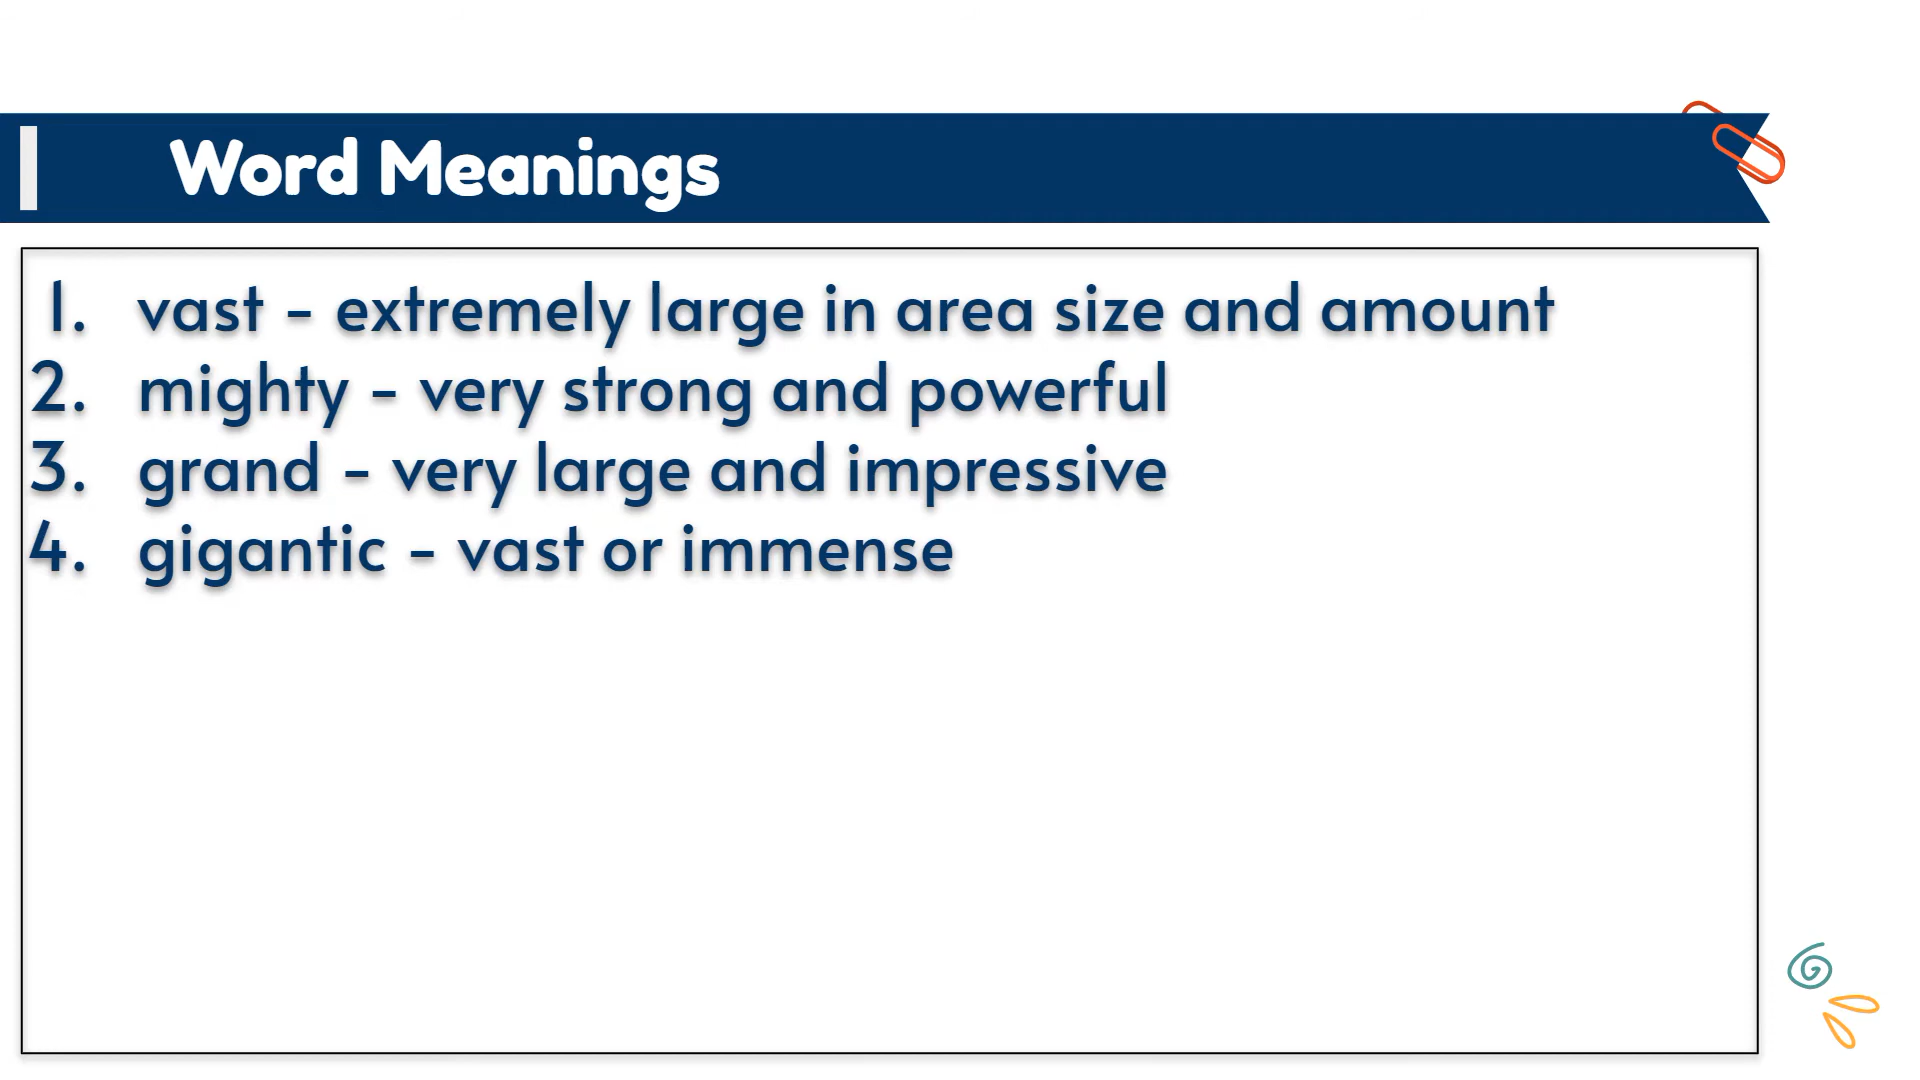 Word Meanings
1. vast - extremely large in area size and amount
2. mighty - very strong and powerful
3. grand - very large and impressive
4. gigantic - vast or immense